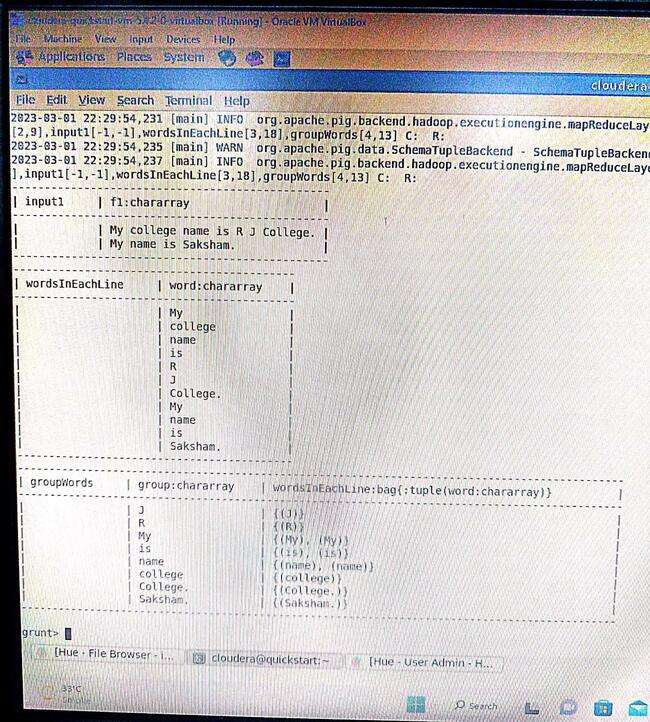 cloudera-quickstart-vm-5.4.2-0-virtualbox [Running] - Oracle VM VirtualBox
File Machine View Input Devices Help
Applications Places System
cloudera
File Edit View Search Terminal Help
2023-03-01 22:29:54,231 [main] INFO org.apache.pig.backend.hadoop.executionengine.mapReduceLay
[2,9],input1[-1,-1],wordsInEachLine[3,18],groupWords[4,13] C: R:
2023-03-01 22:29:54,235 [main] WARN org.apache.pig.data.SchemaTupleBackend - SchemaTupleBackend
2023-03-01 22:29:54,237 [main] INFO org.apache.pig.backend.hadoop.executionengine.mapReduceLaye
],input1[-1,-1],wordsInEachLine[3,18],groupWords[4,13] C: R:
| input1 | f1:chararray |
| | My college name is R J College. |
| | My name is Saksham. |
| wordsInEachLine | word:chararray |
| | My |
| | college |
| | name |
| | is |
| | R |
| | J |
| | College. |
| | My |
| | name |
| | is |
| | Saksham. |
| groupWords | group:chararray | wordsInEachLine:bag{:tuple(word:chararray)} |
| | J | {(J)} |
| | R | {(R)} |
| | My | {(My), (My)} |
| | is | {(is), (is)} |
| | name | {(name), (name)} |
| | college | {(college)} |
| | College. | {(College.)} |
| | Saksham. | {(Saksham.)} |
grunt>
[Hue - File Browser - i... cloudera@quickstart:~ [Hue - User Admin - H...
33°C
Smoke
Search